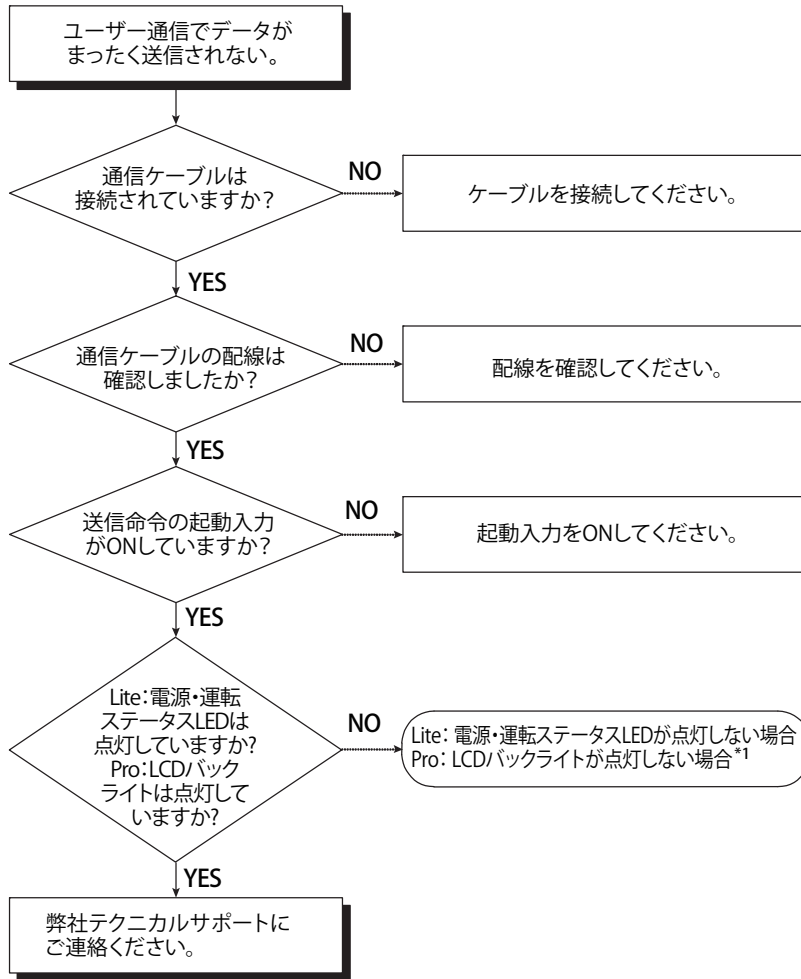 ユーザー通信でデータが
まったく送信されない。
通信ケーブルは
接続されていますか?
NO
ケーブルを接続してください。
YES
通信ケーブルの配線は
確認しましたか?
NO
配線を確認してください。
YES
送信命令の起動入力
がONしていますか?
NO
起動入力をONしてください。
YES
Lite:電源・運転
ステータスLEDは
点灯していますか?
Pro:LCDバック
ライトは点灯して
いますか?
NO
Lite: 電源・運転ステータスLEDが点灯しない場合
Pro: LCDバックライトが点灯しない場合*1
YES
弊社テクニカルサポートに
ご連絡ください。